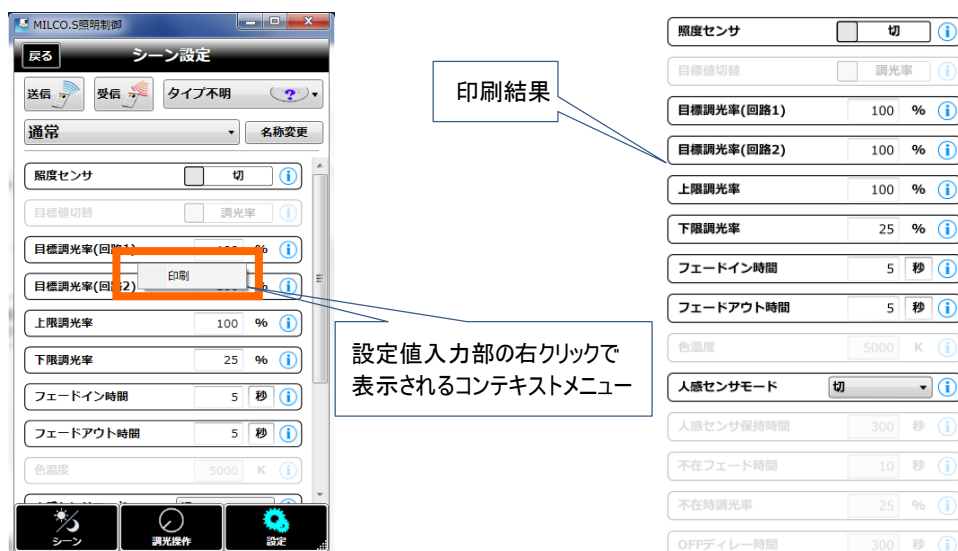 MILCO.S照明制御
戻る シーン設定
送信 受信 タイプ不明 ?
通常 名称変更
照度センサ 切 i
目標値切替 調光率 i
目標調光率(回路1) % i
目標調光率(回路2) % i
印刷
上限調光率 100 % i
下限調光率 25 % i
フェードイン時間 5 秒 i
フェードアウト時間 5 秒 i
色温度 5000 K i
シーン 調光操作 設定
印刷結果
設定値入力部の右クリックで
表示されるコンテキストメニュー
照度センサ 切 i
目標値切替 調光率 i
目標調光率(回路1) 100 % i
目標調光率(回路2) 100 % i
上限調光率 100 % i
下限調光率 25 % i
フェードイン時間 5 秒 i
フェードアウト時間 5 秒 i
色温度 5000 K i
人感センサモード 切 i
人感センサ保持時間 300 秒 i
不在フェード時間 10 秒 i
不在時調光率 25 % i
OFFディレー時間 300 秒 i